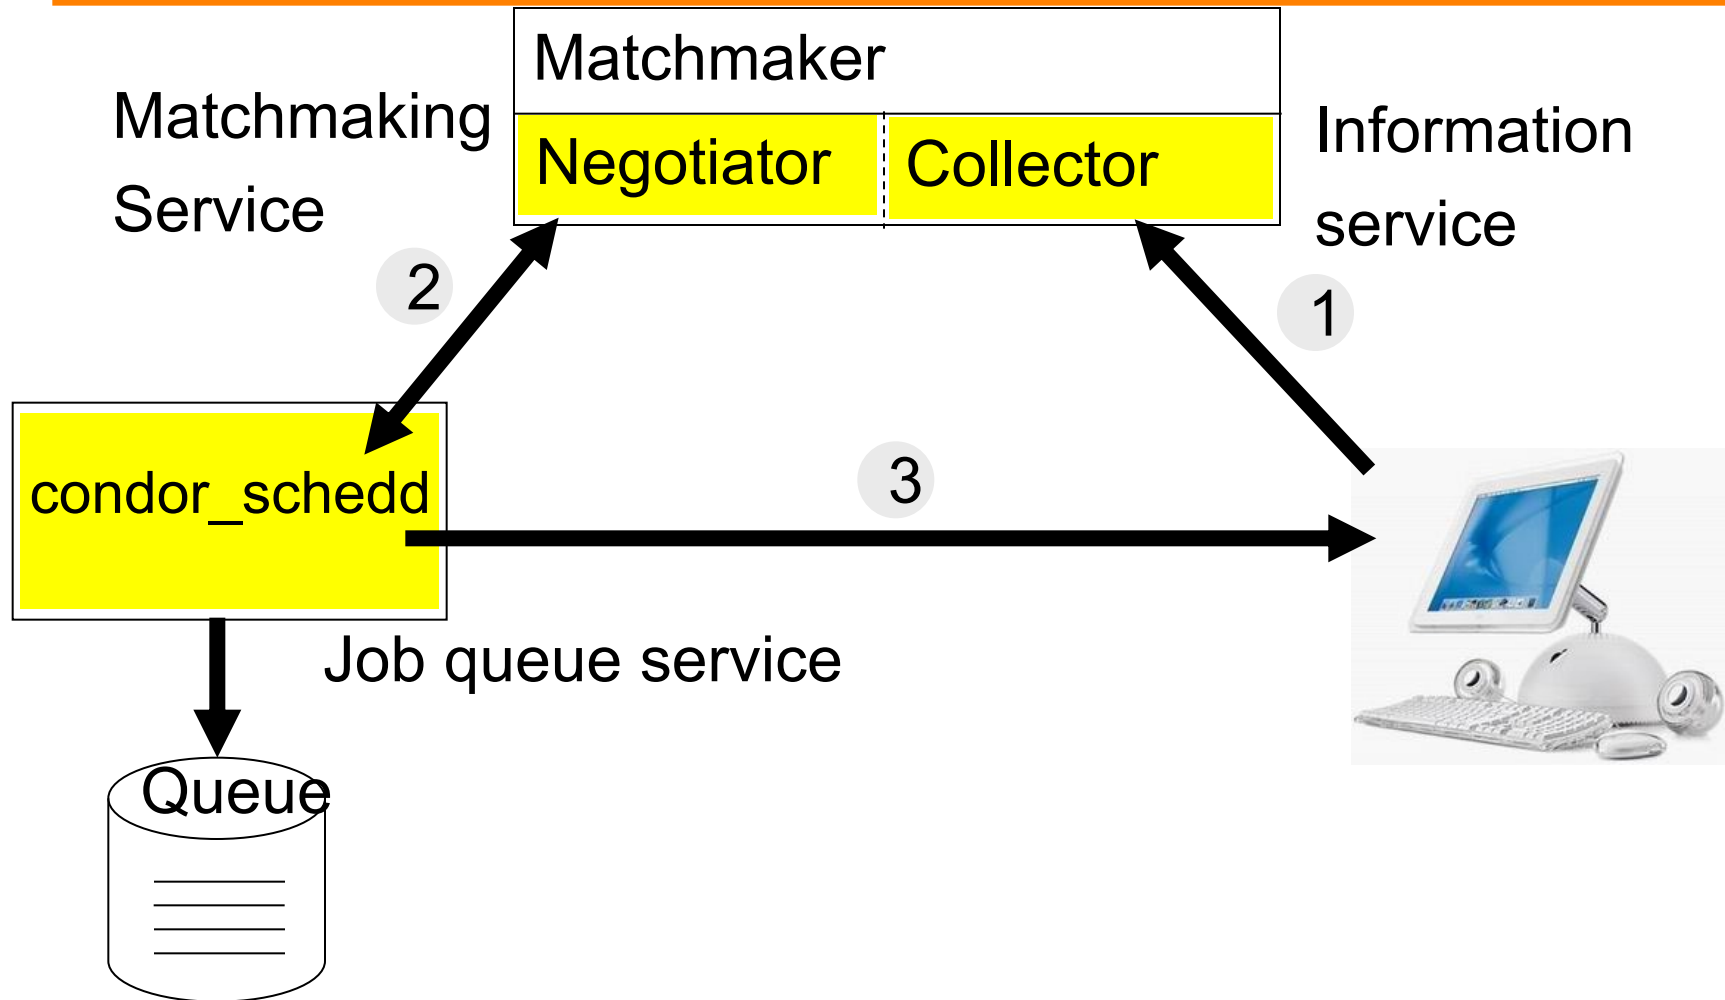 Matchmaker
Matchmaking
Service
Negotiator
Collector
Information
service
2
1
condor_schedd
3
Job queue service
Queue